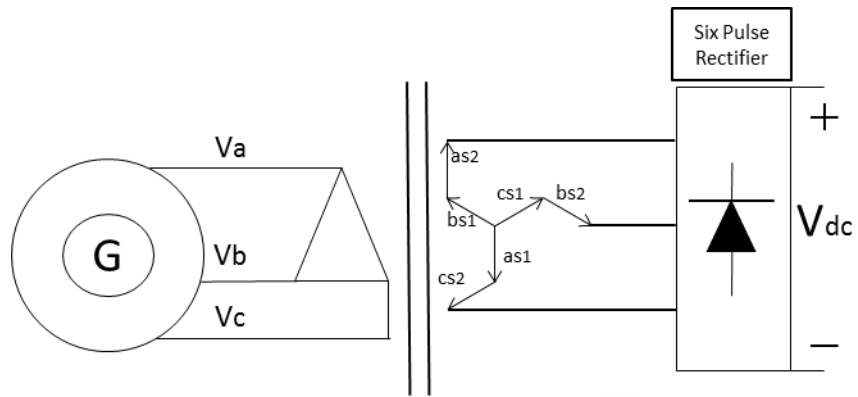 Six Pulse
Rectifier
Va
+
as2
cs1
bs2
bs1
Vdc
G
Vb
as1
cs2
Vc
−